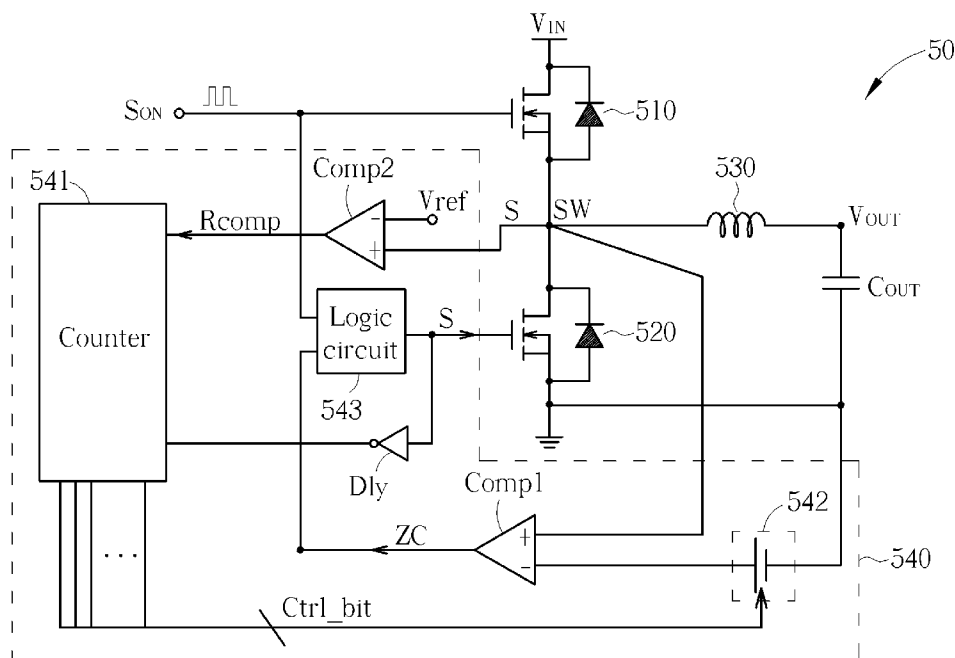 VIN
50
SON
510
541
Comp2
Vref
530
Rcomp
-
+
S
SW
VOUT
COUT
Counter
Logic
circuit
S
520
543
Dly
Comp1
542
ZC
+
-
540
...
Ctrl_bit